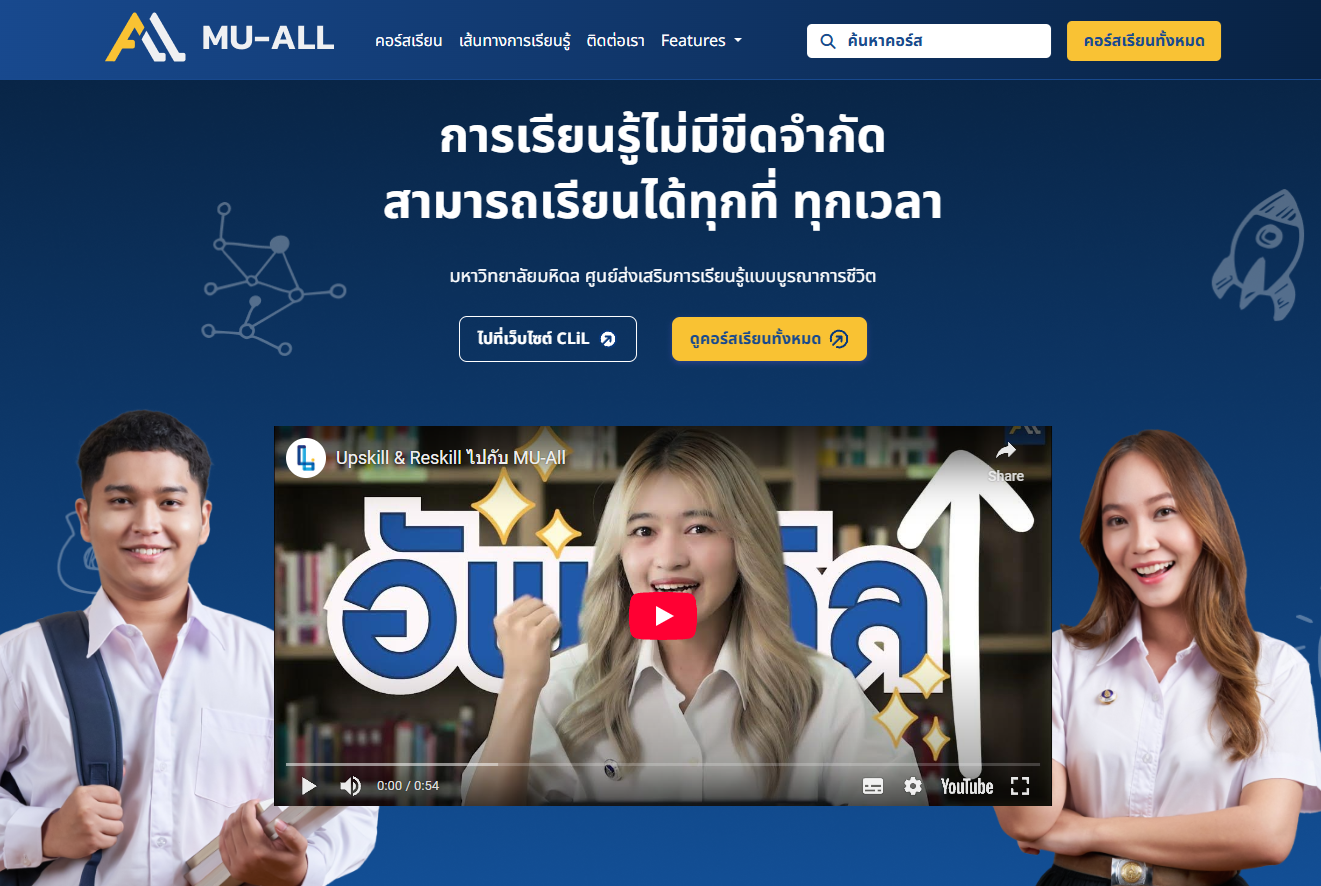 MU-ALL
คอร์สเรียน เส้นทางการเรียนรู้ ติดต่อเรา Features
ค้นหาคอร์ส
คอร์สเรียนทั้งหมด
การเรียนรู้ไม่มีขีดจำกัด
สามารถเรียนได้ทุกที่ ทุกเวลา
มหาวิทยาลัยมหิดล ศูนย์ส่งเสริมการเรียนรู้แบบบูรณาการชีวิต
ไปที่เว็บไซต์ CLiL
ดูคอร์สเรียนทั้งหมด
Upskill & Reskill ไปกับ MU-All
Share
0:00 / 0:54
YouTube